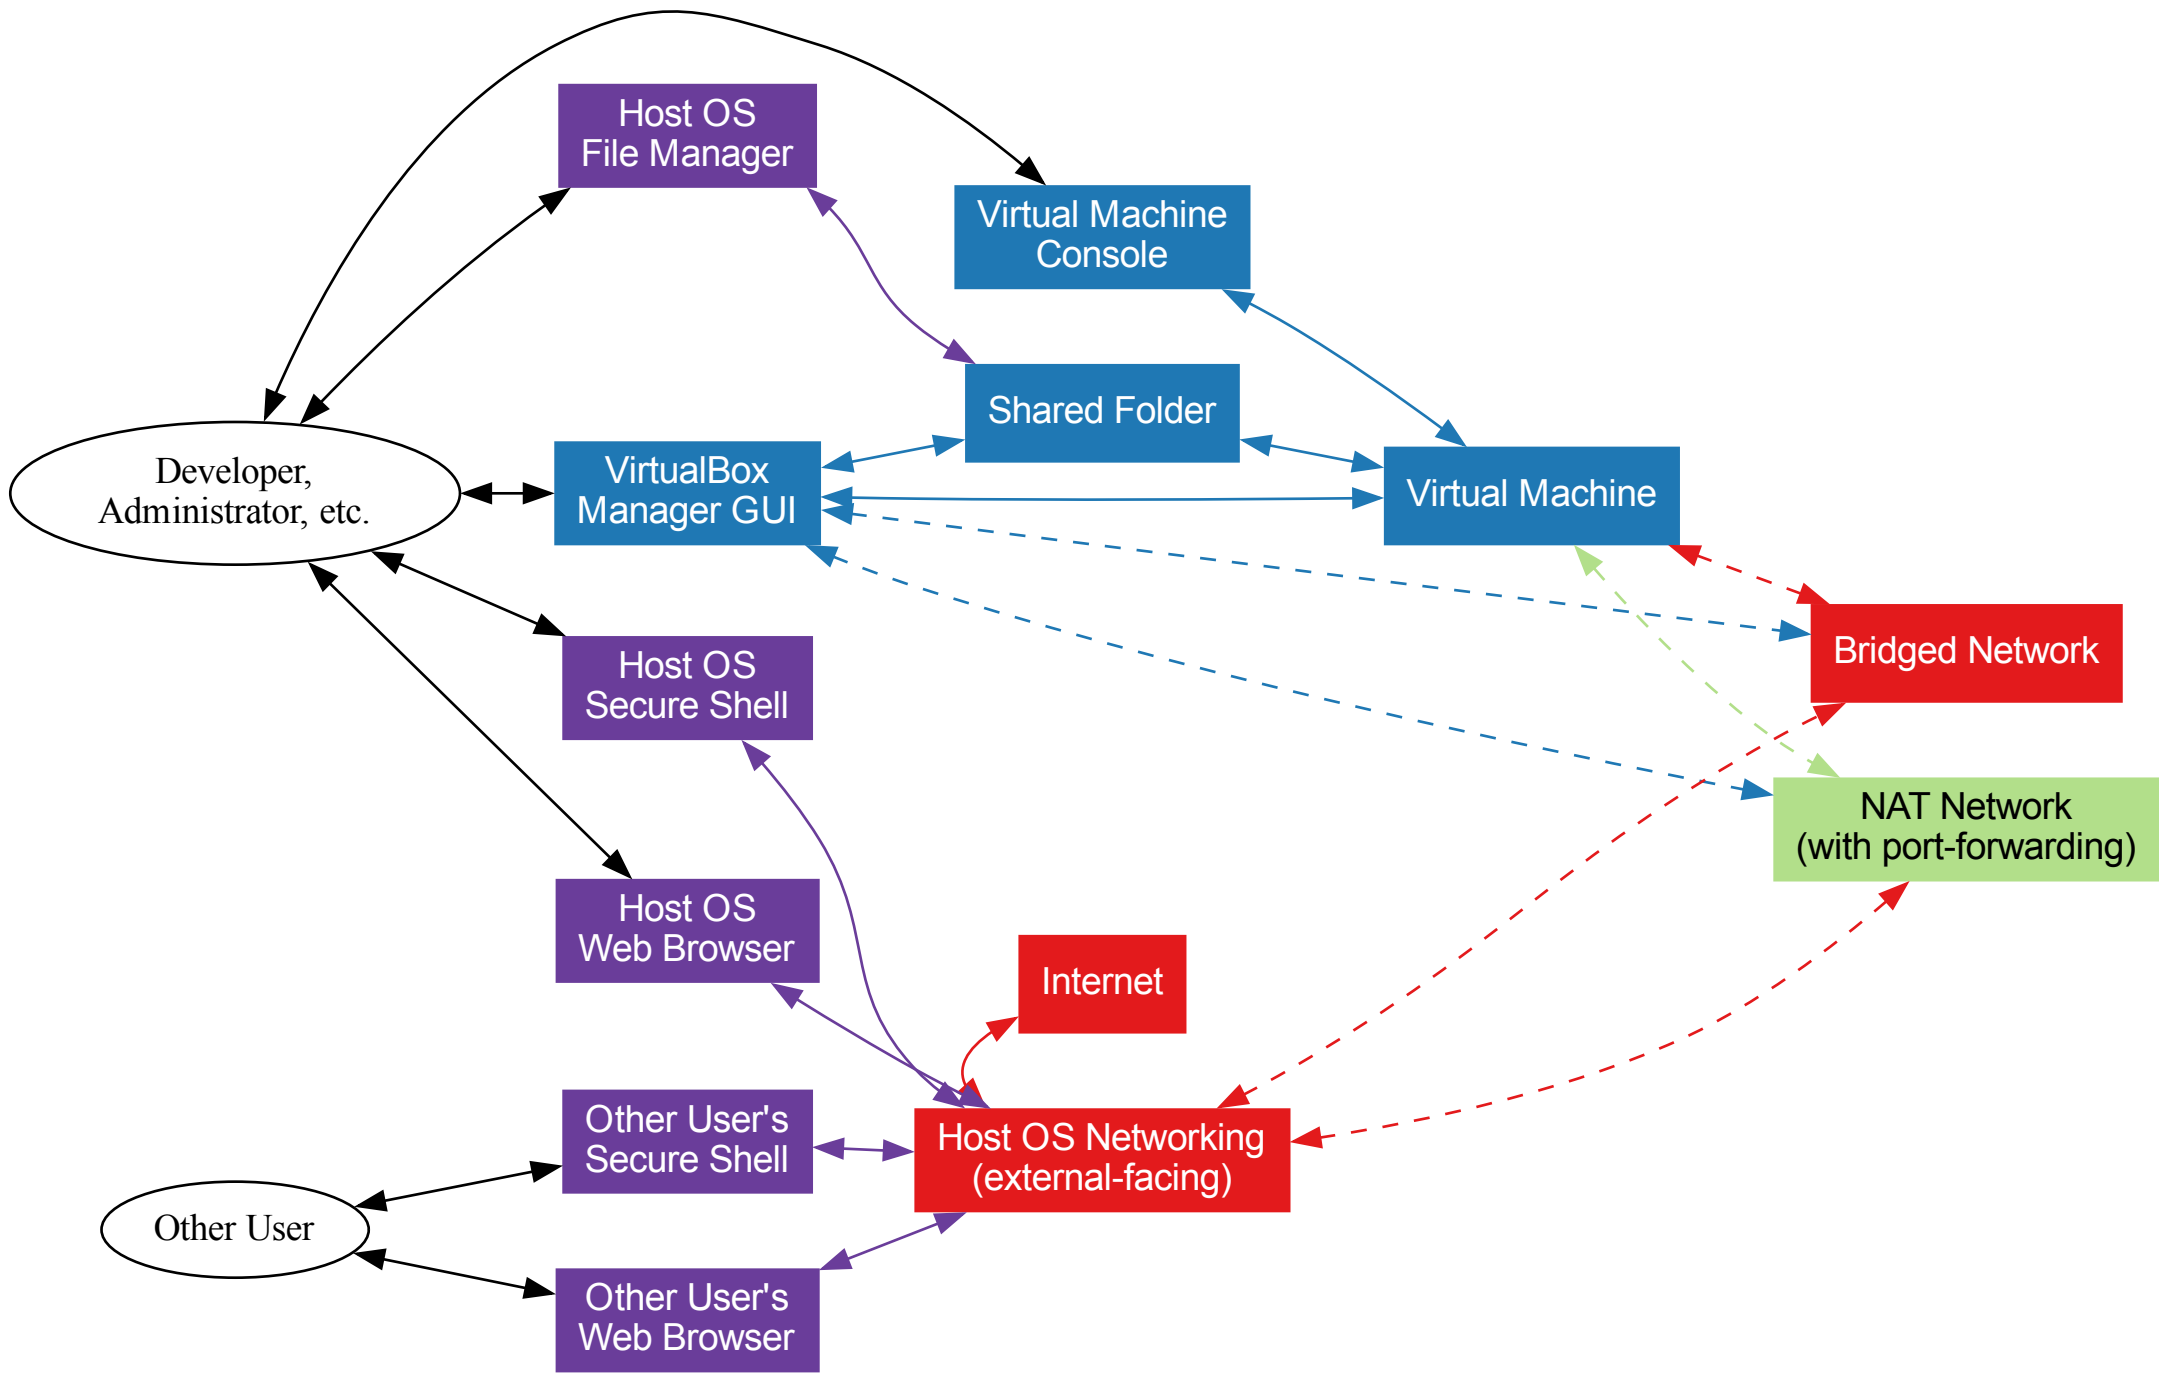 Host OS
File Manager
Virtual Machine
Console
Shared Folder
Developer,
Administrator, etc.
VirtualBox
Manager GUI
Virtual Machine
Host OS
Secure Shell
Bridged Network
NAT Network
(with port-forwarding)
Host OS
Web Browser
Internet
Other User's
Secure Shell
Host OS Networking
(external-facing)
Other User
Other User's
Web Browser